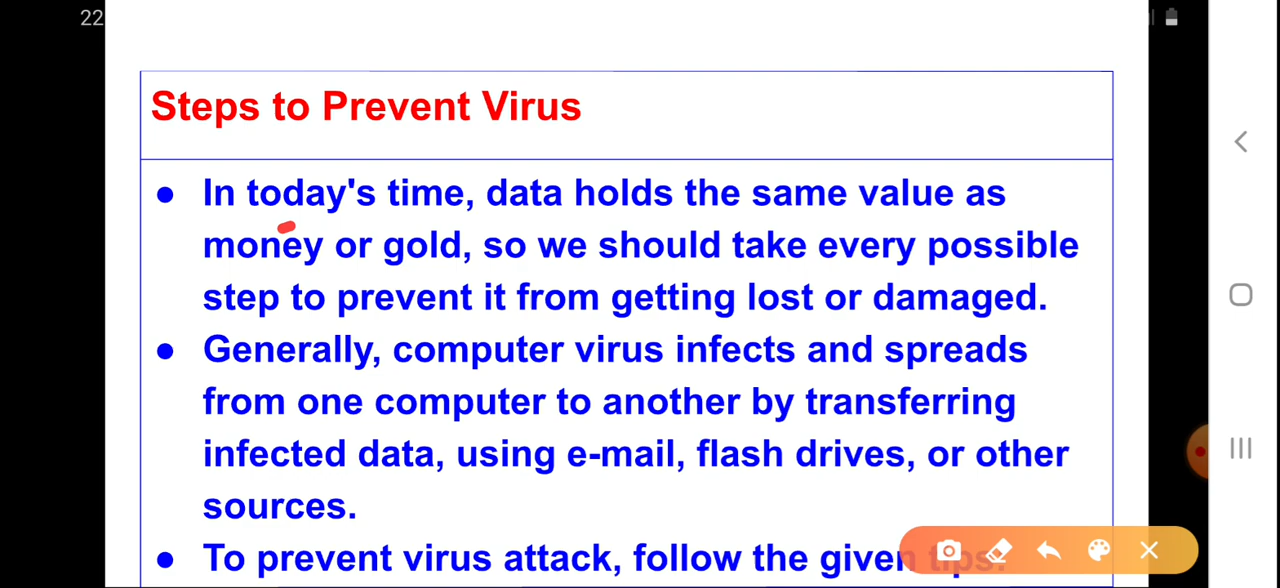 22
Steps to Prevent Virus
● In today's time, data holds the same value as
money or gold, so we should take every possible
step to prevent it from getting lost or damaged.
● Generally, computer virus infects and spreads
from one computer to another by transferring
infected data, using e-mail, flash drives, or other
sources.
● To prevent virus attack, follow the given tips: